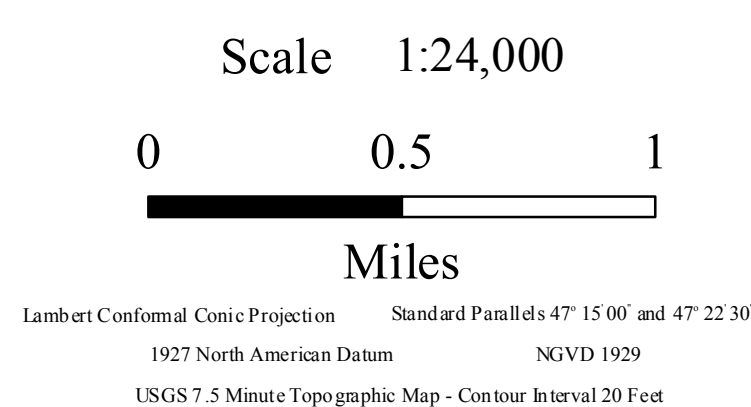 Scale 1:24,000
0 0.5 1
Miles
Lambert Conformal Conic Projection Standard Parallels 47° 15' 00" and 47° 22' 30"
1927 North American Datum NGVD 1929
USGS 7.5 Minute Topographic Map - Contour Interval 20 Feet